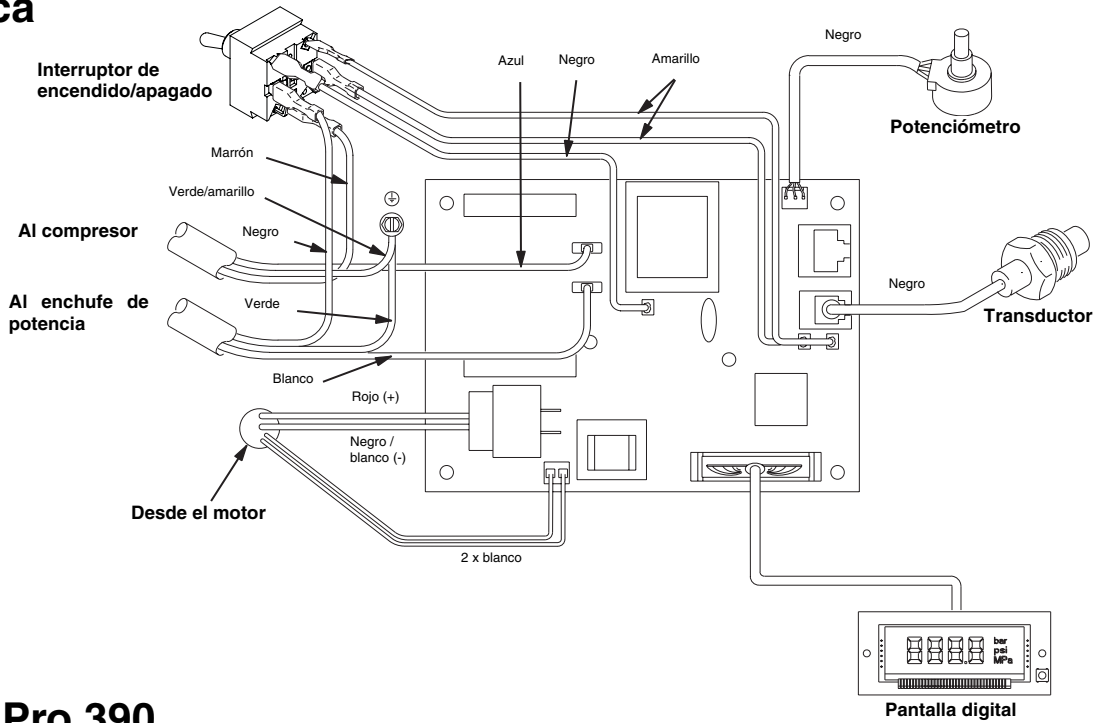 ca
Negro
Azul
Negro
Amarillo
Interruptor de
encendido/apagado
Potenciómetro
Marrón
Verde/amarillo
Al compresor
Negro
Al enchufe de
potencia
Verde
Negro
Transductor
Blanco
Rojo (+)
Negro /
blanco (-)
Desde el motor
2 x blanco
bar
psi
MPa
Pantalla digital
Pro 390